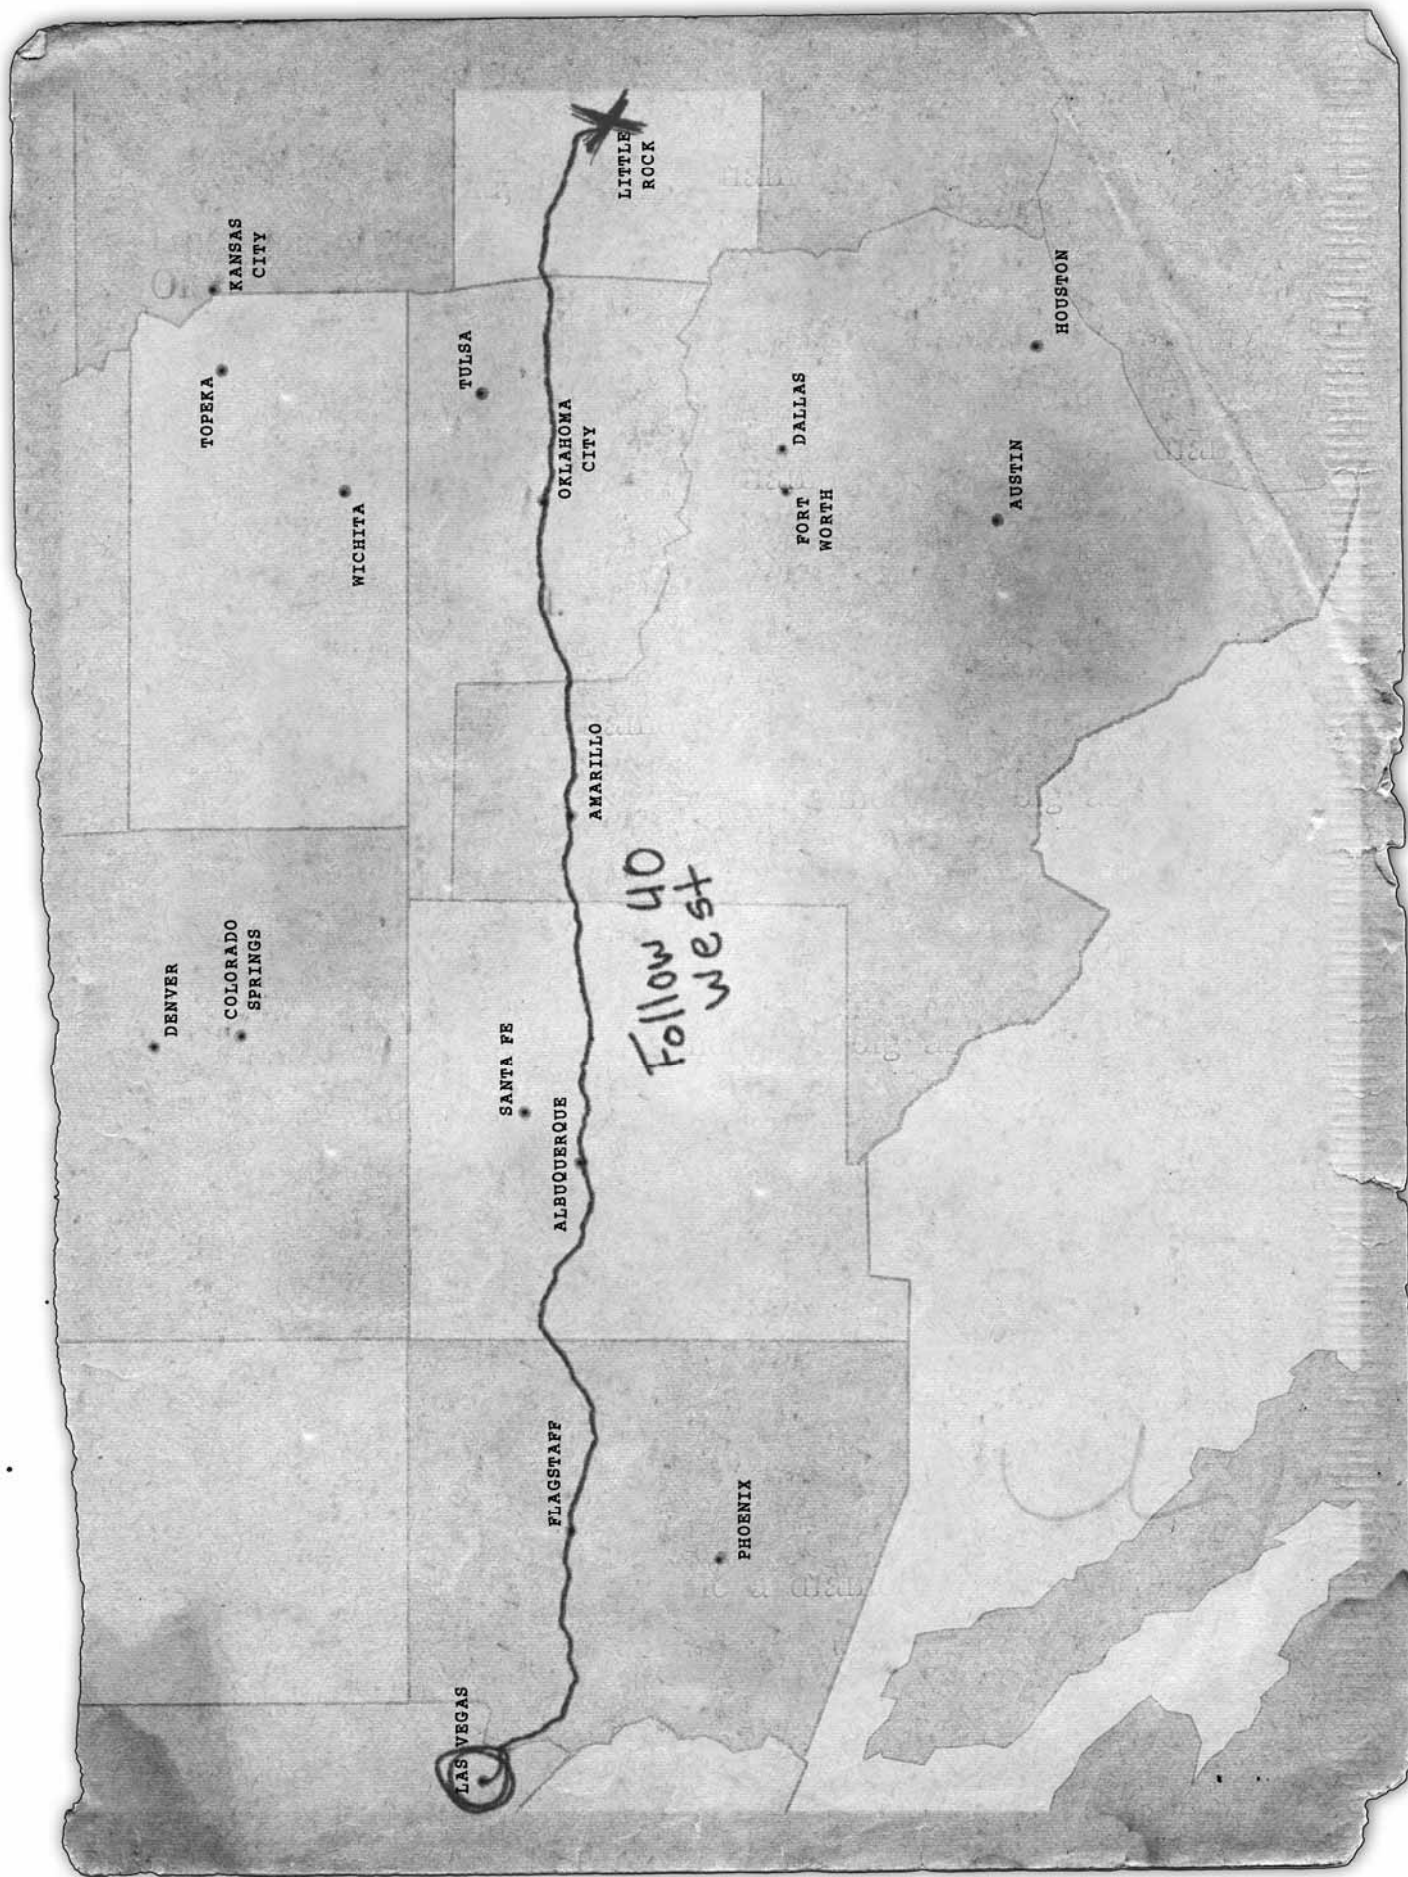 DENVER
COLORADO
SPRINGS
TOPEKA
KANSAS
CITY
WICHITA
LAS VEGAS
SANTA FE
TULSA
FLAGSTAFF
ALBUQUERQUE
AMARILLO
OKLAHOMA
CITY
LITTLE
ROCK
Follow 40
west
PHOENIX
FORT
WORTH
DALLAS
AUSTIN
HOUSTON